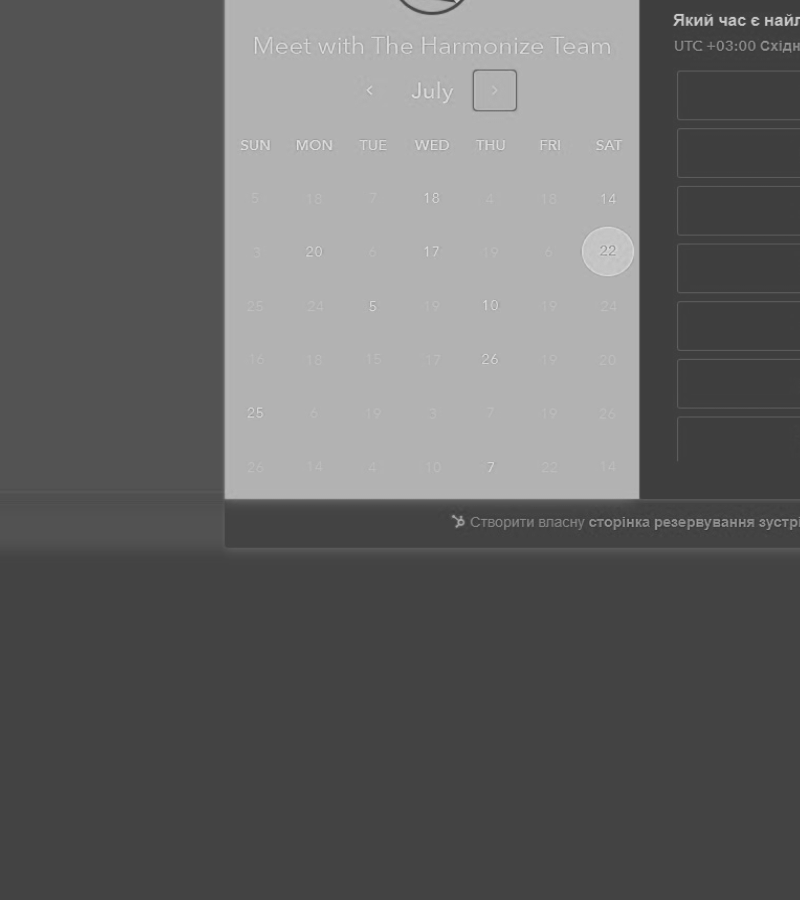 Який час є найл
Meet with The Harmonize Team
UTC +03:00 Східн
July
SUN MON TUE WED THU FRI SAT
5 18 7 18 4 18 14
3 20 6 17 19 6 22
25 24 5 19 10 19 24
16 18 15 17 26 19 20
25 6 19 3 7 19 26
26 14 4 10 7 22 14
Створити власну сторінка резервування зустрі